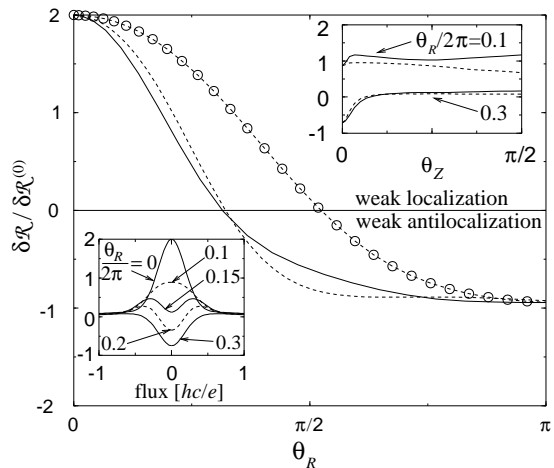 2
1
0
-1
-2
δR / δR⁽⁰⁾
0
π/2
π
θ_R
weak localization
weak antilocalization
θ_R/2π=0.1
0.3
1
0
-1
0
π/2
θ_Z
θ_R
2π = 0
0.1
0.15
0.2
0.3
2
1
0
-1
-1
0
1
flux [hc/e]